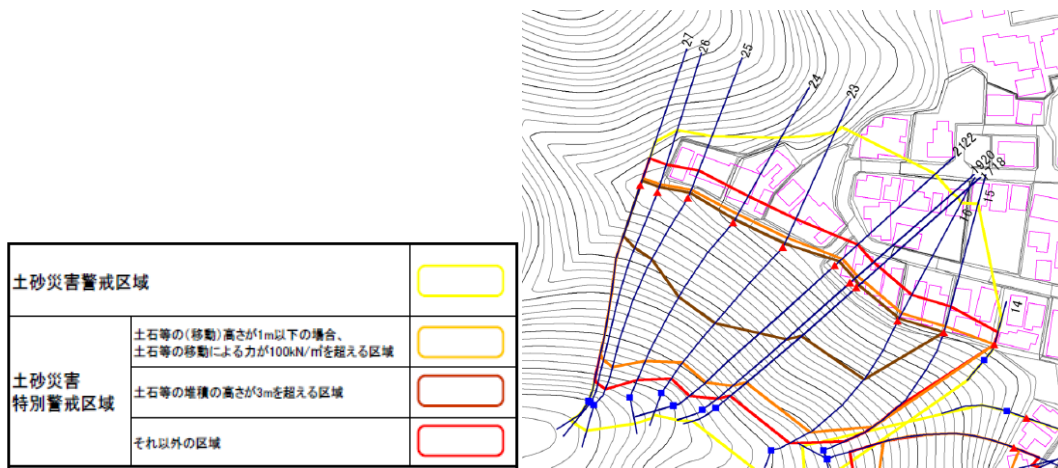 土砂災害警戒区域
土砂災害
特別警戒区域
土石等の(移動)高さが1m以下の場合、
土石等の移動による力が100kN/㎡を超える区域
土石等の堆積の高さが3mを超える区域
それ以外の区域
27
26
25
24
23
2122
1920
1718
16
15
14